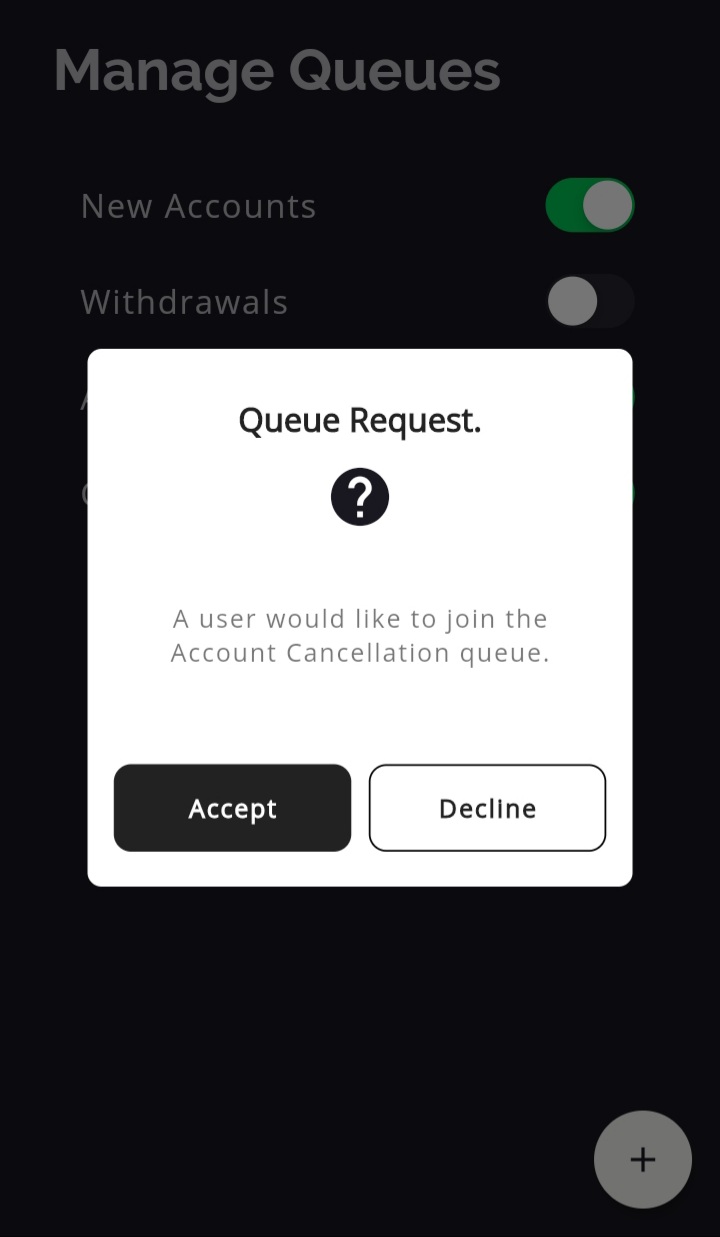 Manage Queues
New Accounts
Withdrawals
Queue Request.
?
A user would like to join the
Account Cancellation queue.
Accept
Decline
+